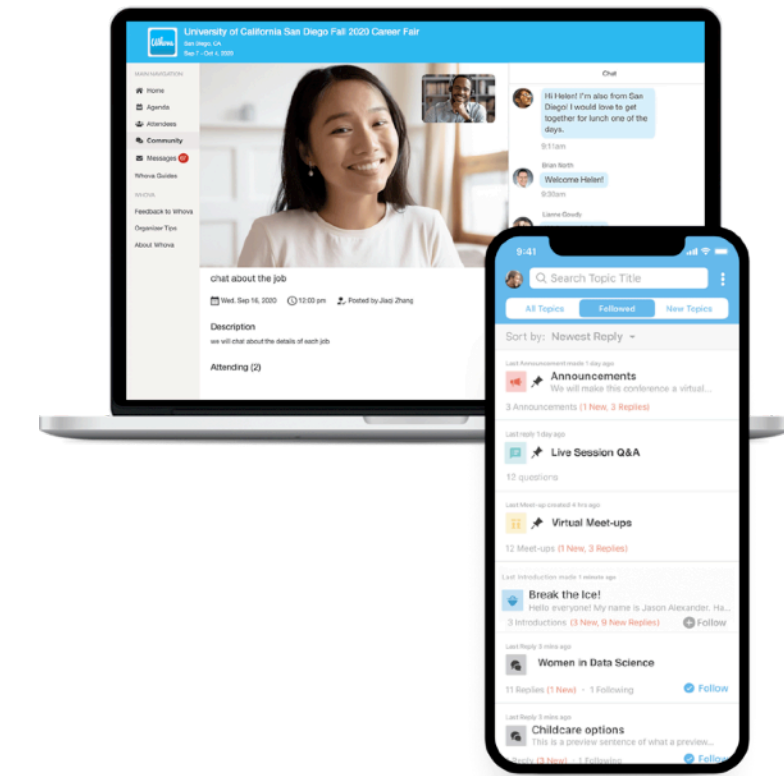 Whova
University of California San Diego Fall 2020 Career Fair
San Diego, CA
Sep 7 - Oct 4, 2020
MAIN NAVIGATION
Home
Agenda
Attendees
Community
Messages
Whova Guides
WHOVA
Feedback to Whova
Organizer Tips
About Whova
chat about the job
Wed, Sep 16, 2020 12:00 pm Posted by Jiaqi Zhang
Description
we will chat about the details of each job
Attending (2)
Chat
Hi Helen! I'm also from San
Diego! I would love to get
together for lunch one of the
days.
9:11am
Brian North
Welcome Helen!
9:30am
Lianne Gowdy
9:41
Search Topic Title
All Topics Followed New Topics
Sort by: Newest Reply
Last Announcement made 1 day ago
Announcements
We will make this conference a virtual...
3 Announcements (1 New, 3 Replies)
Last reply 1 day ago
Live Session Q&A
12 questions
Last Meet-up created 4 hrs ago
Virtual Meet-ups
12 Meet-ups (1 New, 3 Replies)
Last Introduction made 1 minute ago
Break the Ice!
Hello everyone! My name is Jason Alexander. Ha...
3 Introductions (3 New, 9 New Replies) Follow
Last Reply 3 mins ago
Women in Data Science
11 Replies (1 New) · 1 Following Follow
Last Reply 5 mins ago
Childcare options
This is a preview sentence of what a preview...
Reply (3 New) · 1 Following Follow